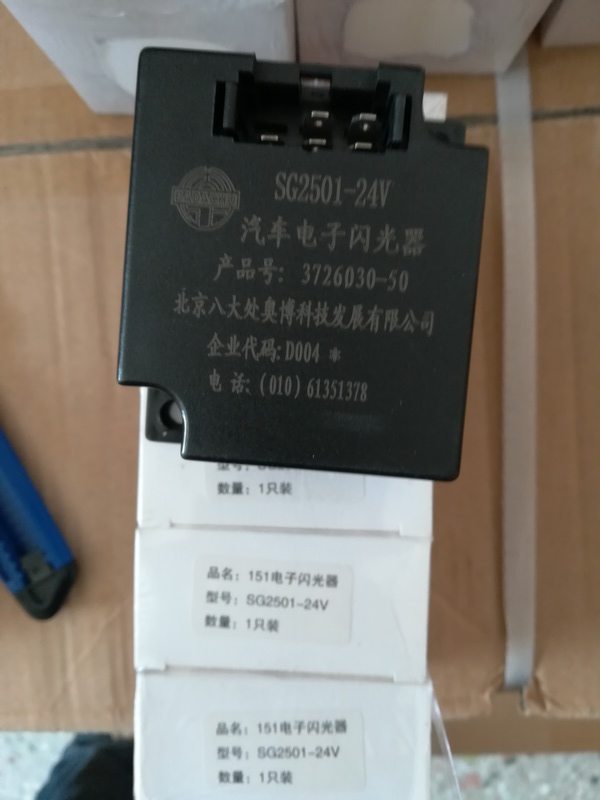 SG2501-24V
汽车电子闪光器
产品号: 3726030-50
北京八大处奥博科技发展有限公司
企业代码:D004 *
电话:(010)61351378
型号:
数量: 1只装
品名: 151电子闪光器
型号: SG2501-24V
数量: 1只装
品名: 151电子闪光器
型号: SG2501-24V
数量: 1只装